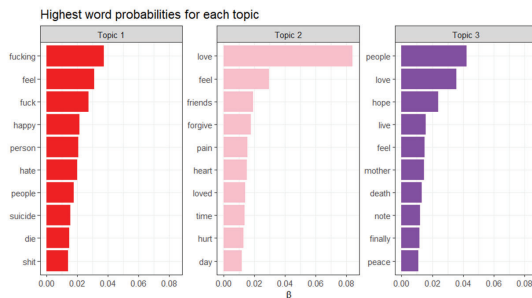 Highest word probabilities for each topic
Topic 1
fucking
feel
fuck
happy
person
hate
people
suicide
die
shit
0.00 0.02 0.04 0.06 0.08
Topic 2
love
feel
friends
forgive
pain
heart
loved
time
hurt
day
0.00 0.02 0.04 0.06 0.08
Topic 3
people
love
hope
live
feel
mother
death
note
finally
peace
0.00 0.02 0.04 0.06 0.08
β